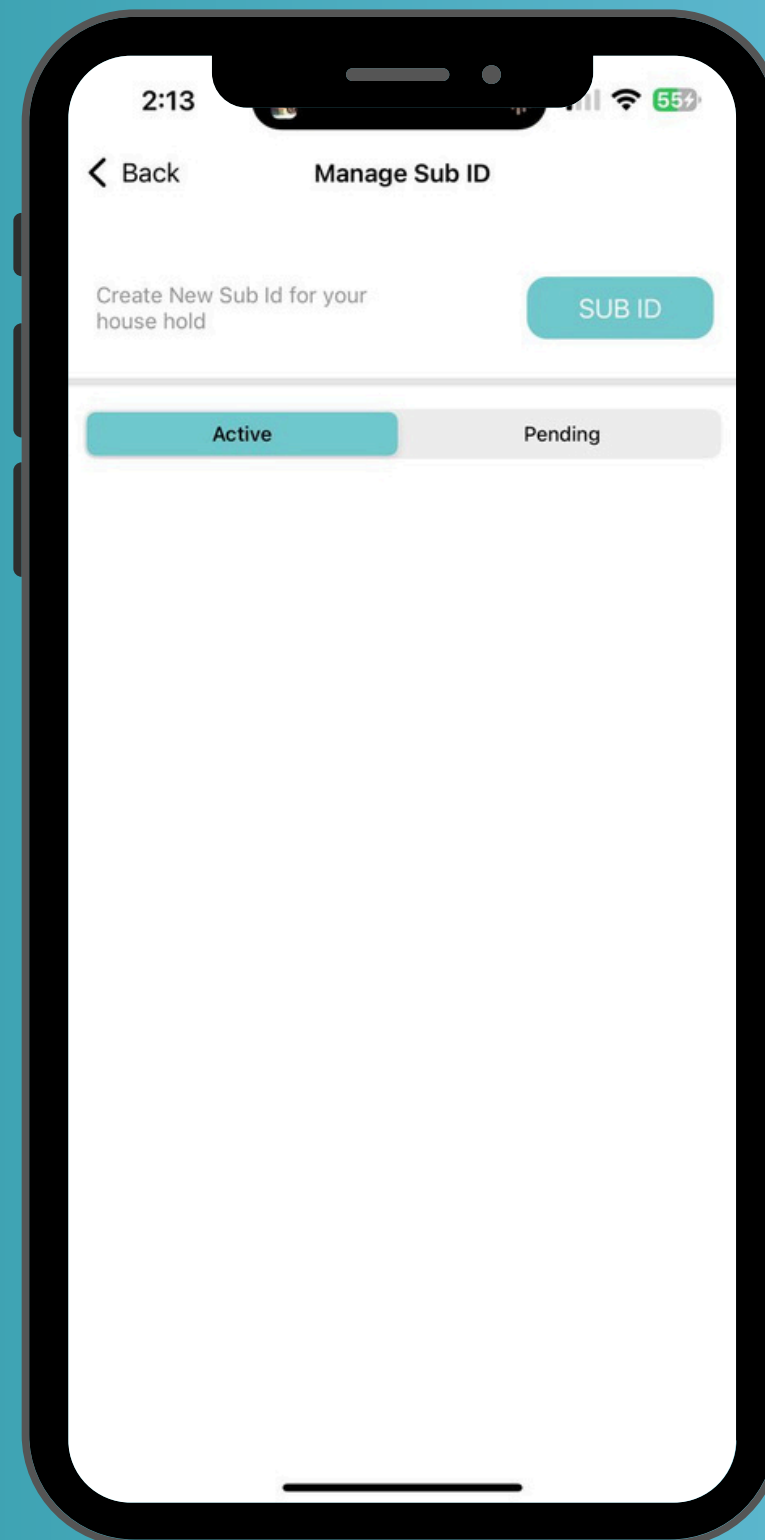 2:13
55
Back
Manage Sub ID
Create New Sub Id for your
house hold
SUB ID
Active
Pending